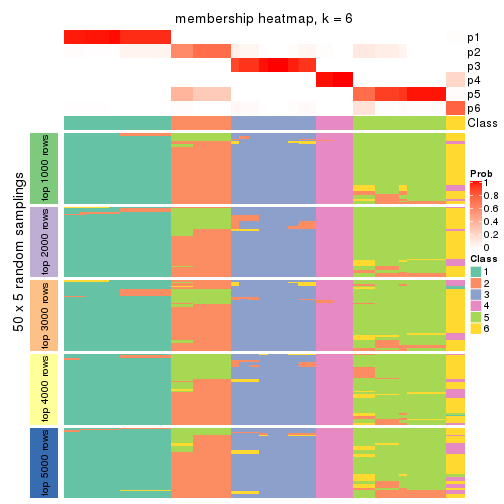 membership heatmap, k = 6
p1
p2
p3
p4
p5
p6
Class
50 x 5 random samplings
top 1000 rows
top 2000 rows
top 3000 rows
top 4000 rows
top 5000 rows
Prob
1
0.8
0.6
0.4
0.2
0
Class
1
2
3
4
5
6